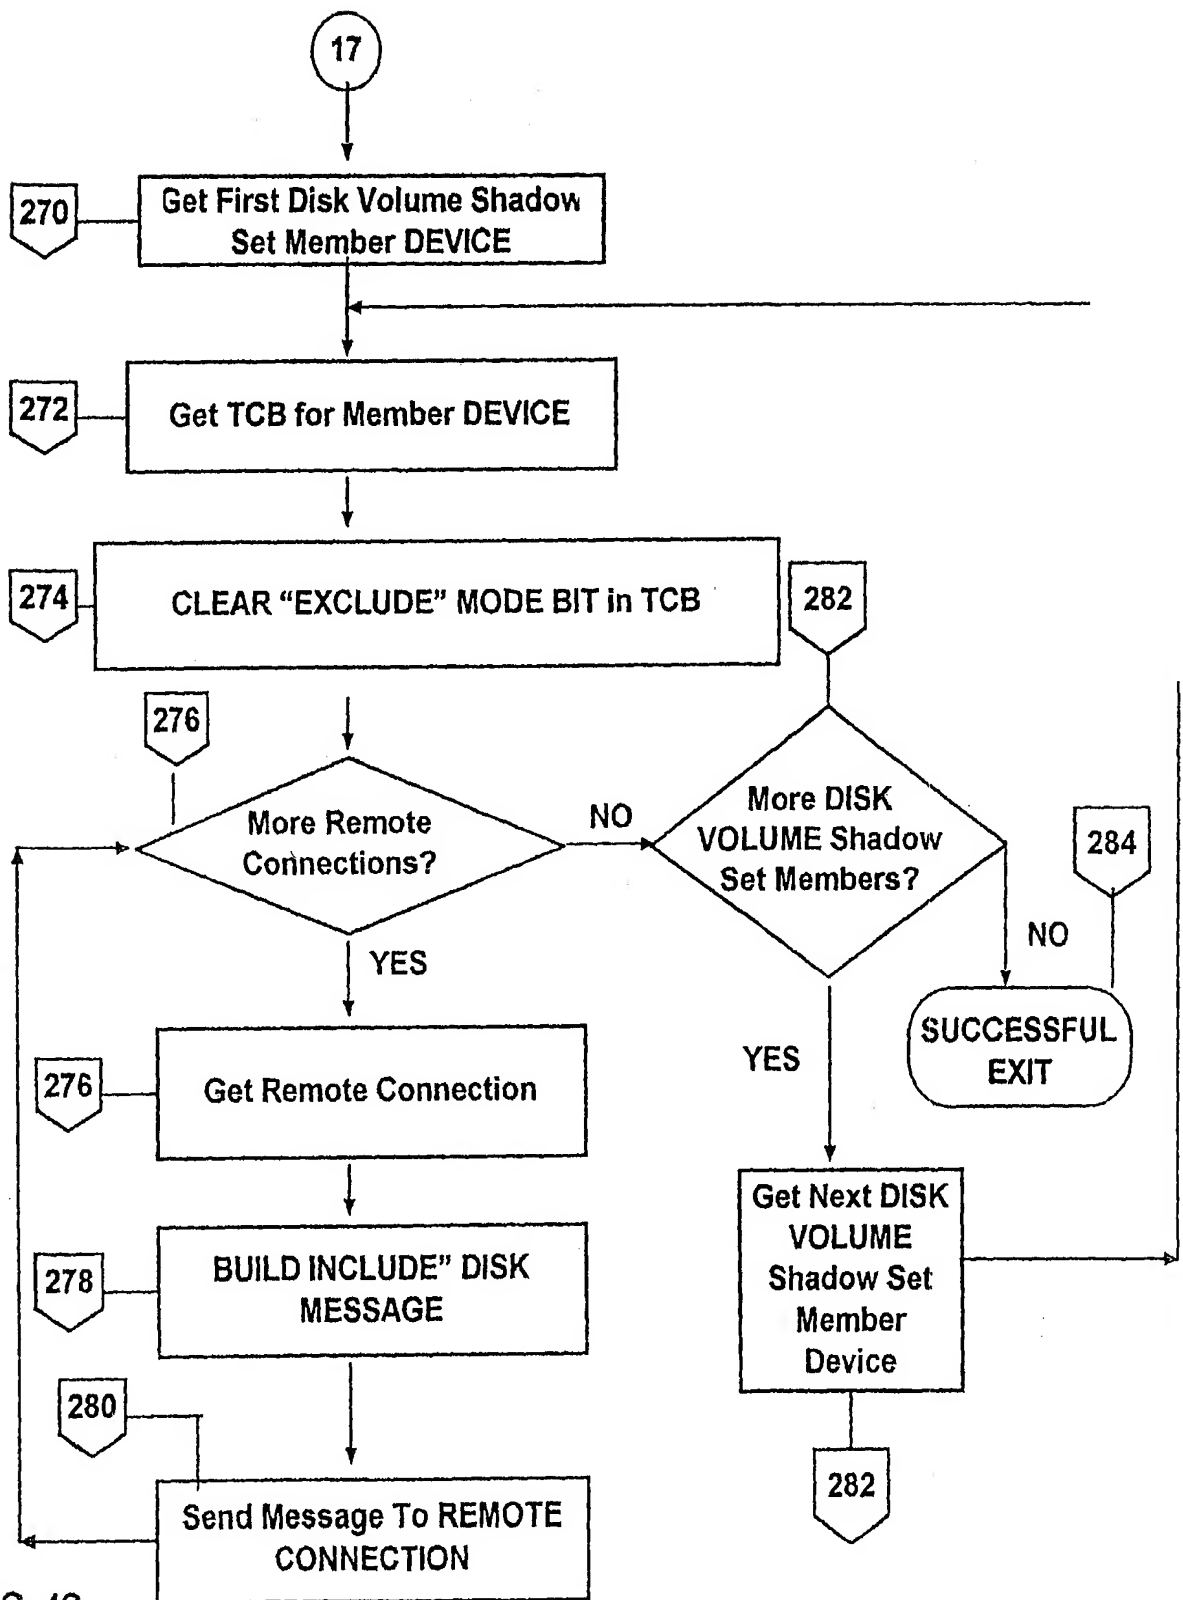 17
270
Get First Disk Volume Shadow
Set Member DEVICE
272
Get TCB for Member DEVICE
274
CLEAR “EXCLUDE” MODE BIT in TCB
282
276
More Remote
Connections?
NO
More DISK
VOLUME Shadow
Set Members?
284
YES
NO
SUCCESSFUL
EXIT
276
Get Remote Connection
YES
278
BUILD INCLUDE” DISK
MESSAGE
Get Next DISK
VOLUME
Shadow Set
Member
Device
280
Send Message To REMOTE
CONNECTION
282